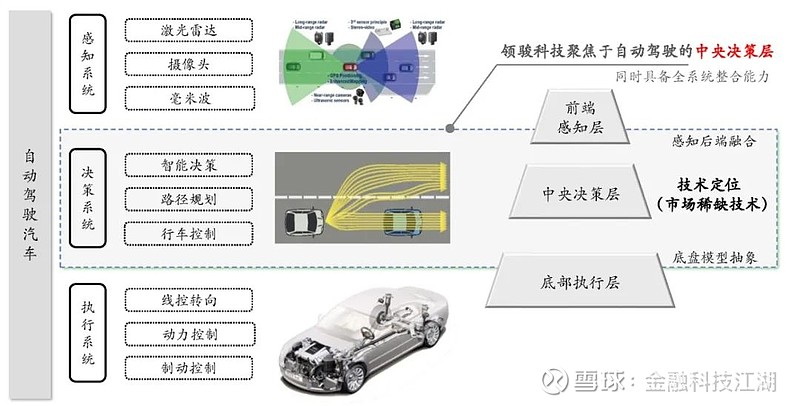 自动驾驶汽车
感知系统
激光雷达
摄像头
毫米波
- Long-range radar
- Mid-range radar
- 3rd sensor principle
- Stereo-video
- Long-range radar
- Mid-range radar
- Near-range cameras
- Ultrasonic sensors
领骏科技聚焦于自动驾驶的中央决策层
同时具备全系统整合能力
前端
感知层
感知后端融合
决策系统
智能决策
路径规划
行车控制
中央决策层
技术定位
(市场稀缺技术)
底盘模型抽象
底部执行层
执行系统
线控转向
动力控制
制动控制
雪球:金融科技江湖